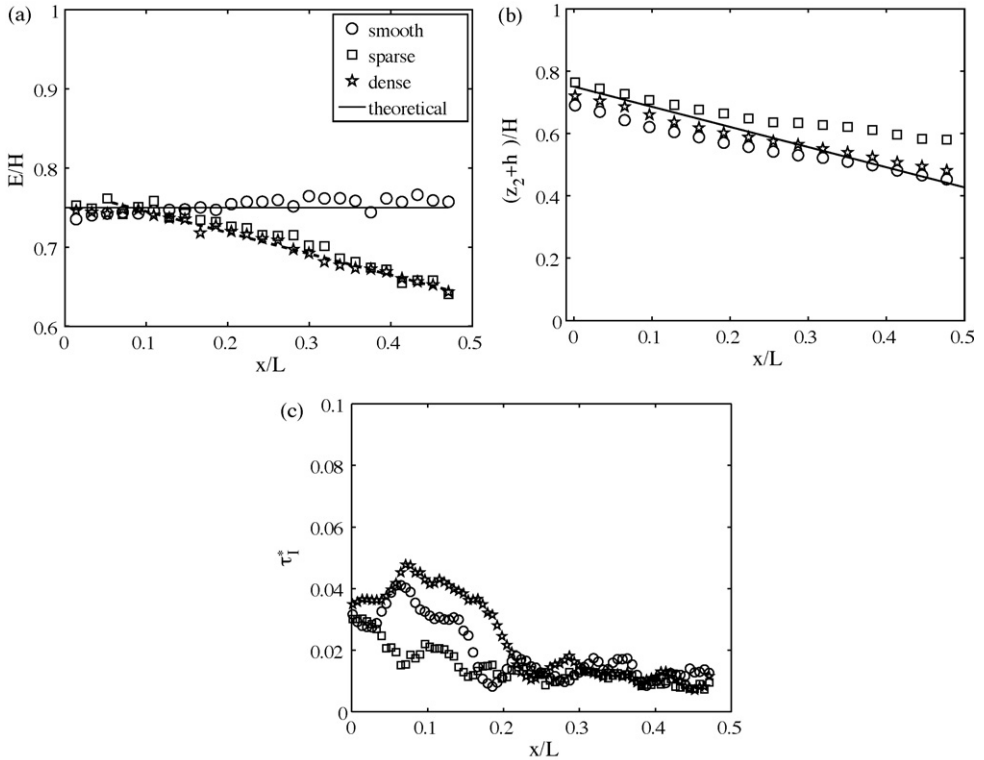 (a)
1
0.9
0.8
0.7
0.6
E/H
0
0.1
0.2
0.3
0.4
0.5
x/L
smooth
sparse
dense
theoretical
(b)
1
0.8
0.6
0.4
0.2
0
(z₂+h )/H
0
0.1
0.2
0.3
0.4
0.5
x/L
(c)
0.1
0.08
0.06
0.04
0.02
0
τ*I
0
0.1
0.2
0.3
0.4
0.5
x/L